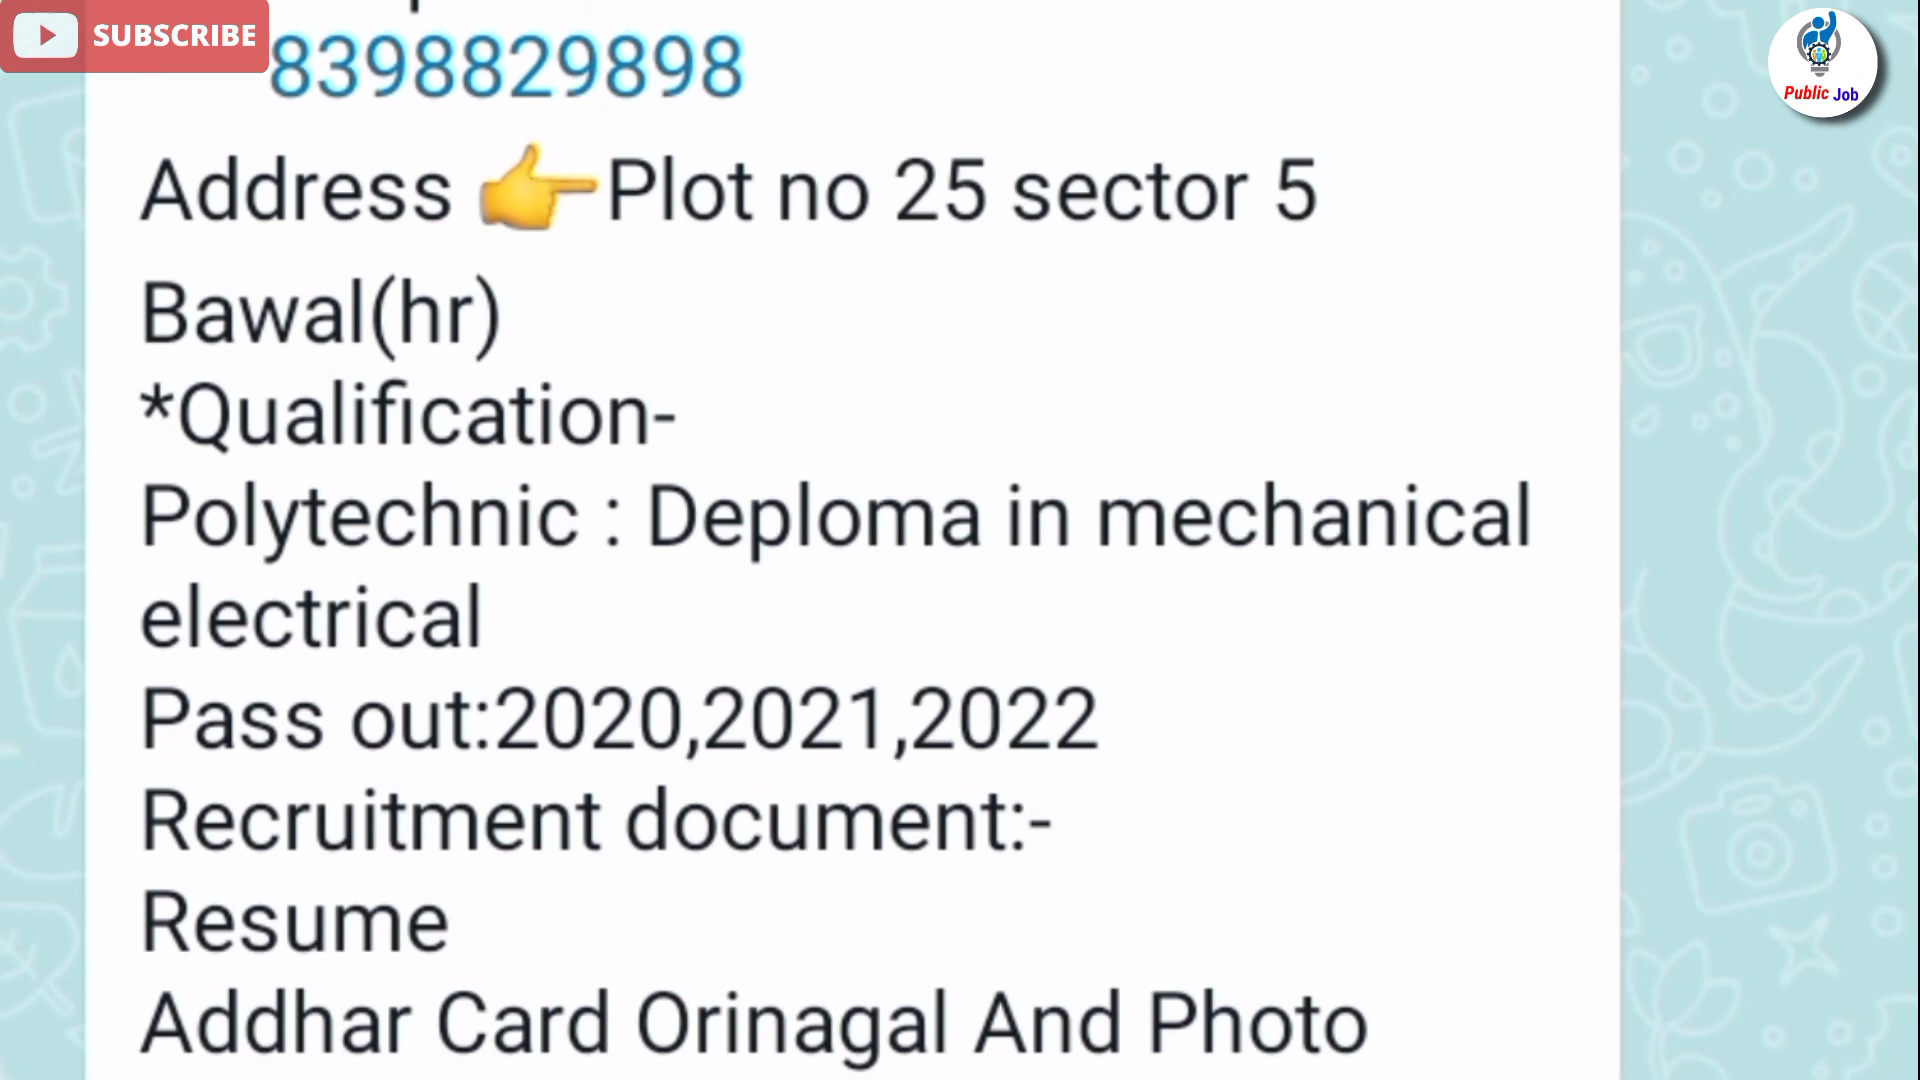 SUBSCRIBE
8398829898
Public Job
Address 👉Plot no 25 sector 5
Bawal(hr)
*Qualification-
Polytechnic : Deploma in mechanical
electrical
Pass out:2020,2021,2022
Recruitment document:-
Resume
Addhar Card Orinagal And Photo